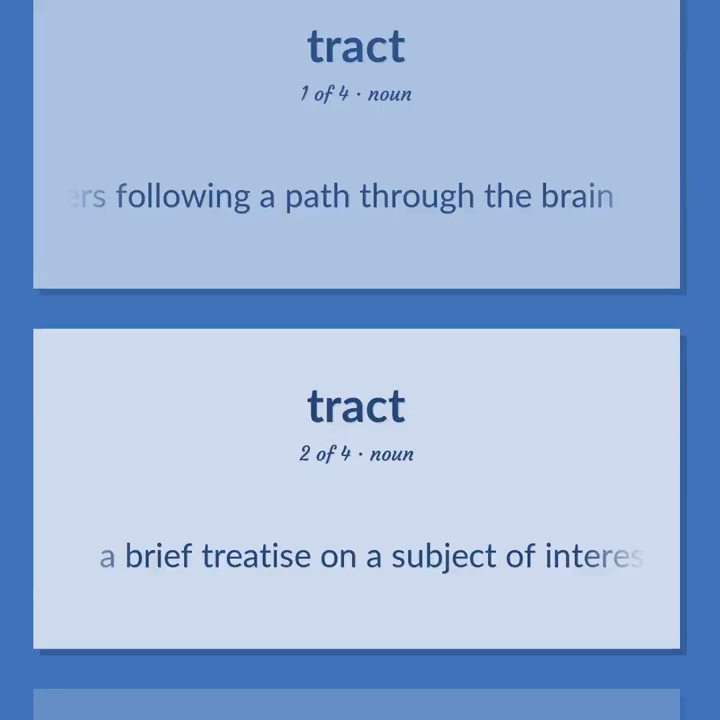 tract
1 of 4 · noun
following a path through the brain
tract
2 of 4 · noun
a brief treatise on a subject of